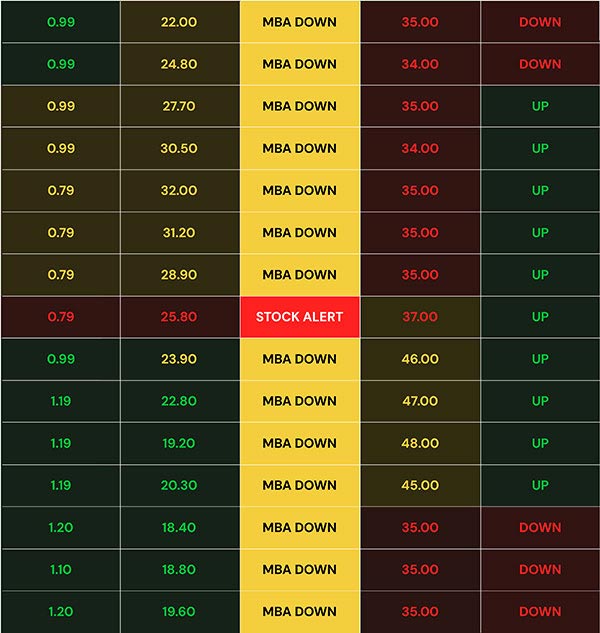 0.99 22.00 MBA DOWN 35.00 DOWN
0.99 24.80 MBA DOWN 34.00 DOWN
0.99 27.70 MBA DOWN 35.00 UP
0.99 30.50 MBA DOWN 34.00 UP
0.79 32.00 MBA DOWN 35.00 UP
0.79 31.20 MBA DOWN 35.00 UP
0.79 28.90 MBA DOWN 35.00 UP
0.79 25.80 STOCK ALERT 37.00 UP
0.99 23.90 MBA DOWN 46.00 UP
1.19 22.80 MBA DOWN 47.00 UP
1.19 19.20 MBA DOWN 48.00 UP
1.19 20.30 MBA DOWN 45.00 UP
1.20 18.40 MBA DOWN 35.00 DOWN
1.10 18.80 MBA DOWN 35.00 DOWN
1.20 19.60 MBA DOWN 35.00 DOWN